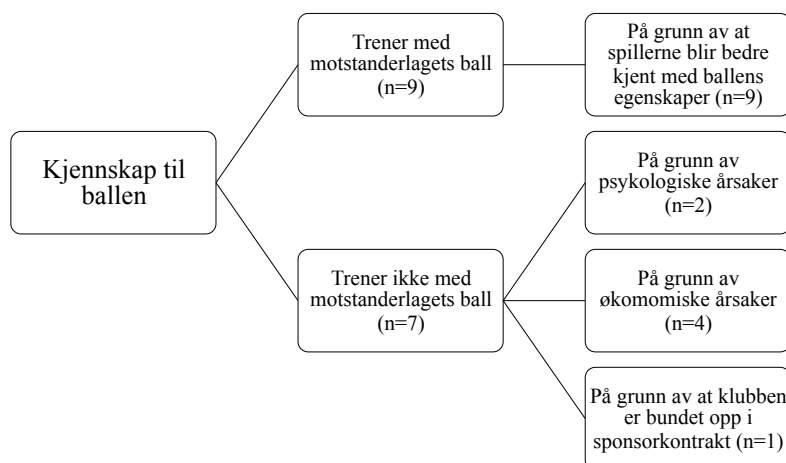 Kjennskap til
ballen
Trener med
motstanderlagets ball
(n=9)
På grunn av at
spillerne blir bedre
kjent med ballens
egenskaper (n=9)
Trener ikke med
motstanderlagets ball
(n=7)
På grunn av
psykologiske årsaker
(n=2)
På grunn av
økomomiske årsaker
(n=4)
På grunn av at klubben
er bundet opp i
sponsorkontrakt (n=1)